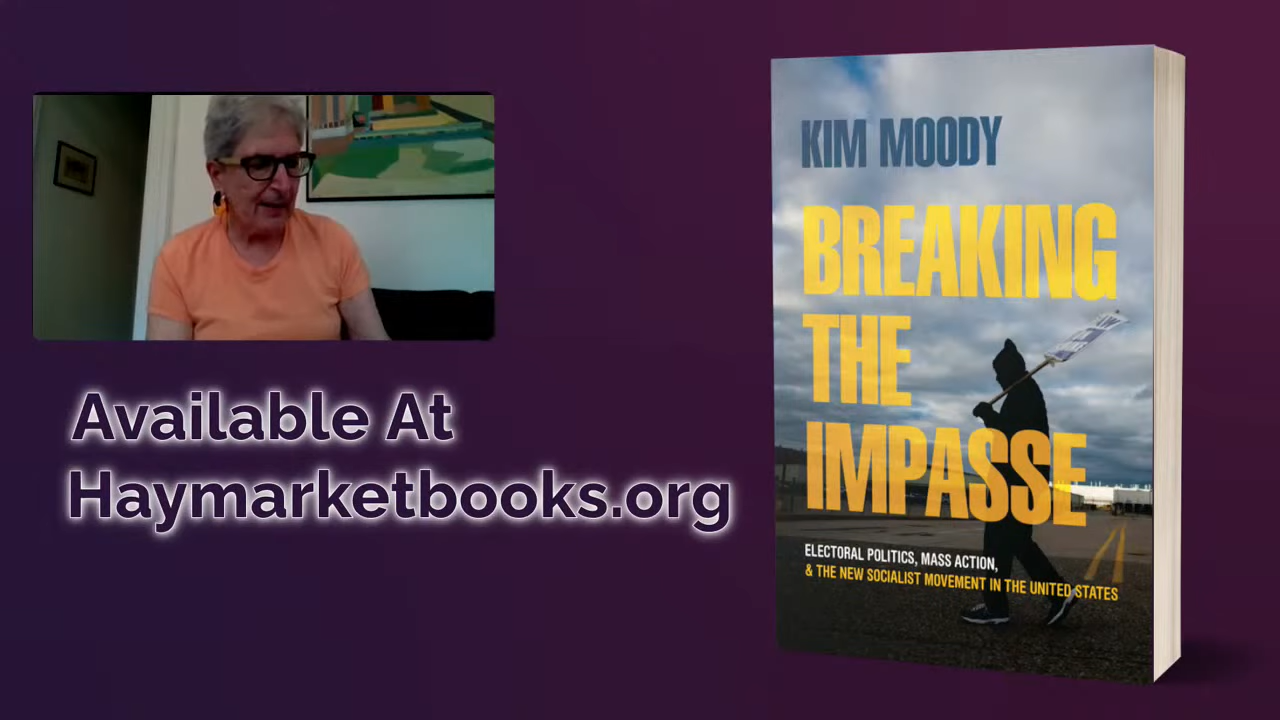 Available At
Haymarketbooks.org
KIM MOODY
BREAKING
THE
IMPASSE
ELECTORAL POLITICS, MASS ACTION,
& THE NEW SOCIALIST MOVEMENT IN THE UNITED STATES